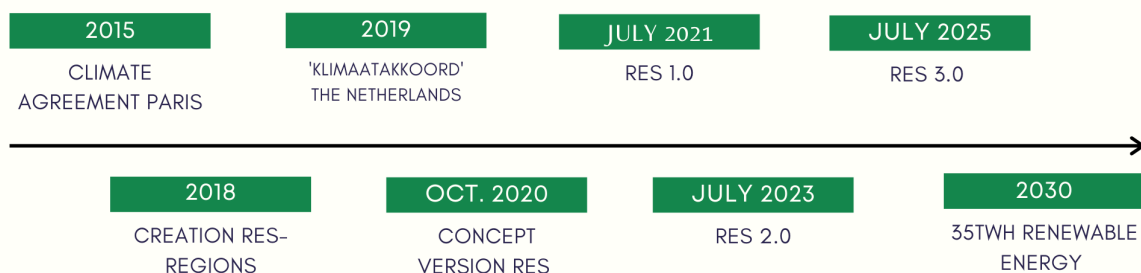 2015
CLIMATE
AGREEMENT PARIS
2019
'KLIMAATAKKOORD'
THE NETHERLANDS
JULY 2021
RES 1.0
JULY 2025
RES 3.0
2018
CREATION RES-
REGIONS
OCT. 2020
CONCEPT
VERSION RES
JULY 2023
RES 2.0
2030
35TWH RENEWABLE
ENERGY